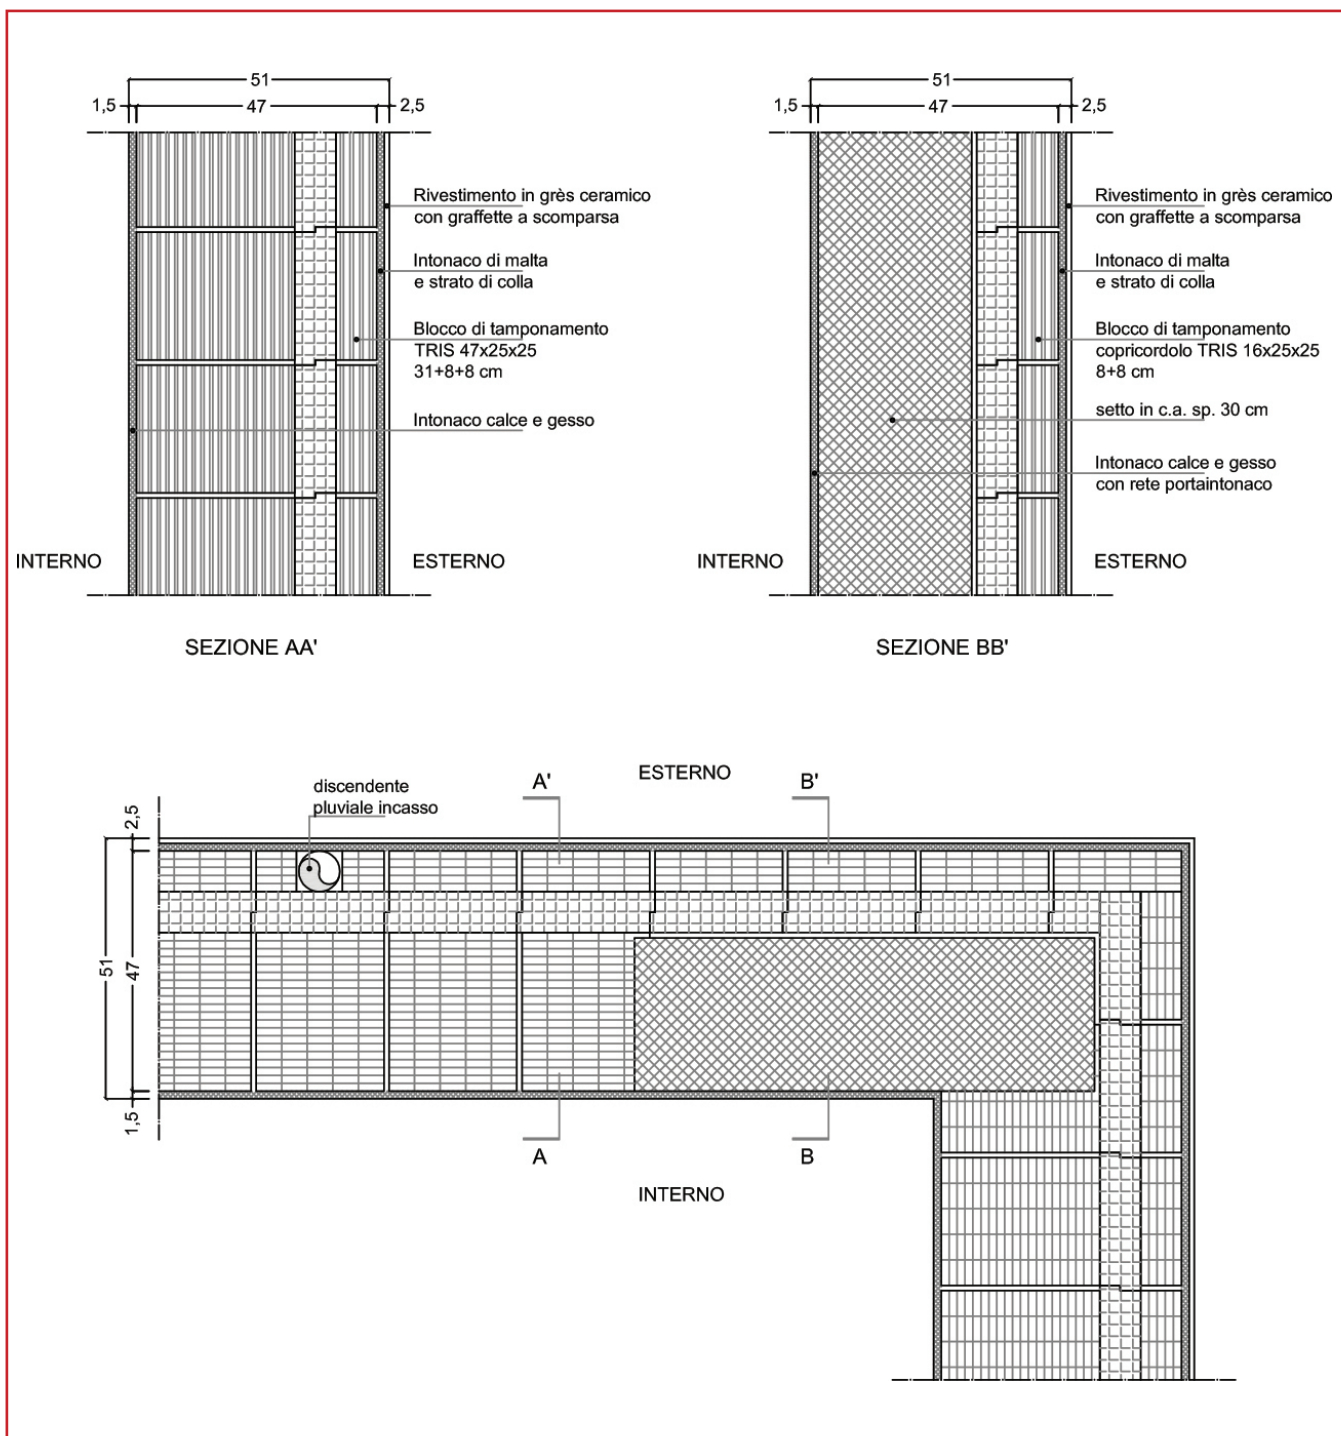 51
1,5
47
2,5
Rivestimento in grès ceramico
con graffette a scomparsa
Intonaco di malta
e strato di colla
Blocco di tamponamento
TRIS 47x25x25
31+8+8 cm
Intonaco calce e gesso
INTERNO
ESTERNO
SEZIONE AA'
51
1,5
47
2,5
Rivestimento in grès ceramico
con graffette a scomparsa
Intonaco di malta
e strato di colla
Blocco di tamponamento
copricordolo TRIS 16x25x25
8+8 cm
setto in c.a. sp. 30 cm
Intonaco calce e gesso
con rete portaintonaco
INTERNO
ESTERNO
SEZIONE BB'
ESTERNO
discendente
pluviale incasso
A'
B'
2,5
51
47
1,5
A
B
INTERNO